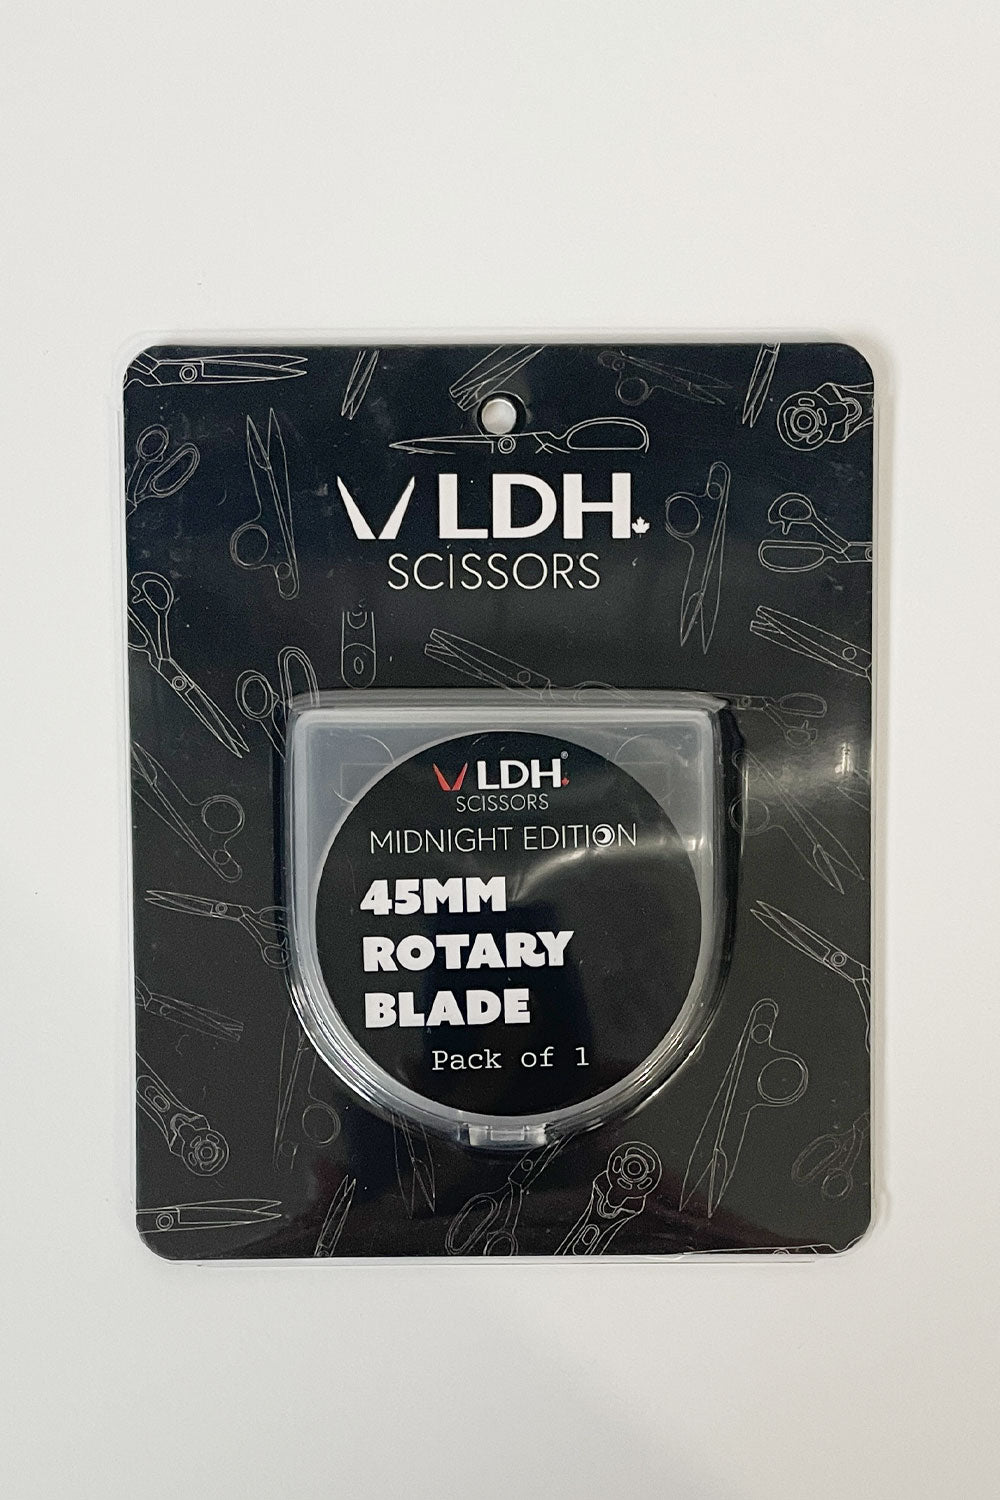 LDH
SCISSORS
LDH®
SCISSORS
MIDNIGHT EDITION
45MM
ROTARY
BLADE
Pack of 1